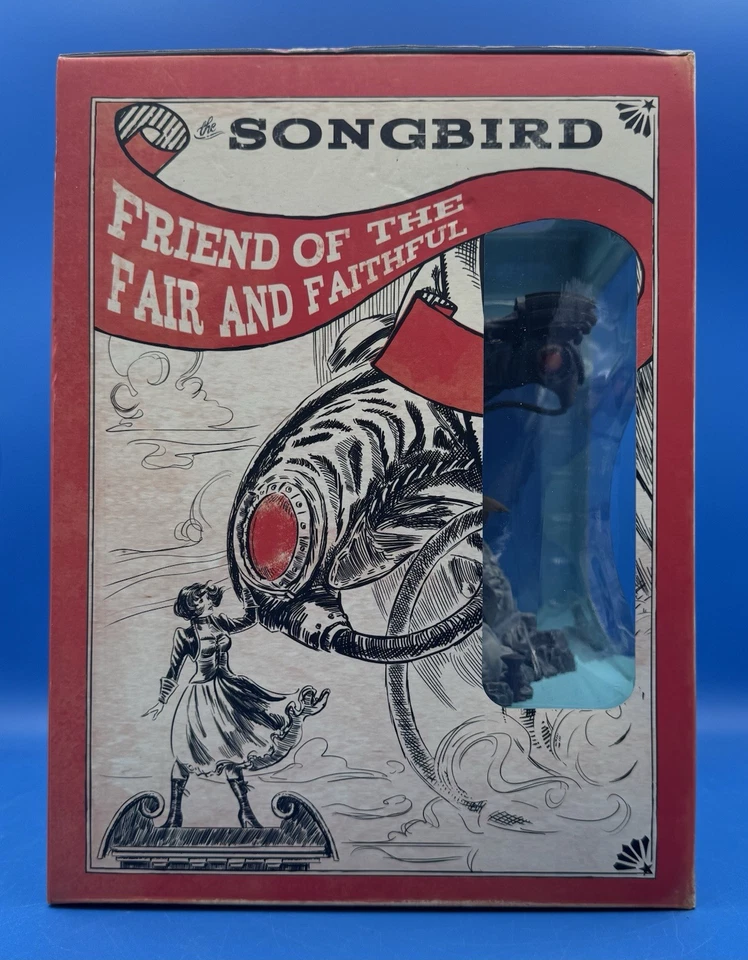 the SONGBIRD
FRIEND OF THE
FAIR AND FAITHFUL